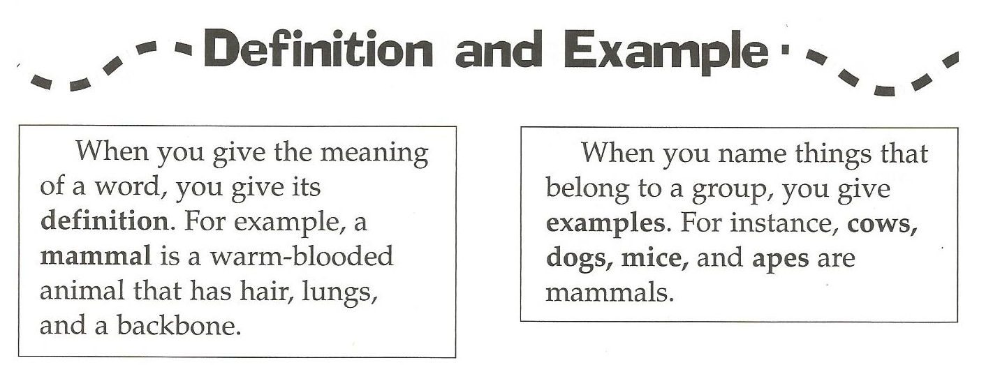 Definition and Example
When you give the meaning
of a word, you give its
definition. For example, a
mammal is a warm-blooded
animal that has hair, lungs,
and a backbone.
When you name things that
belong to a group, you give
examples. For instance, cows,
dogs, mice, and apes are
mammals.